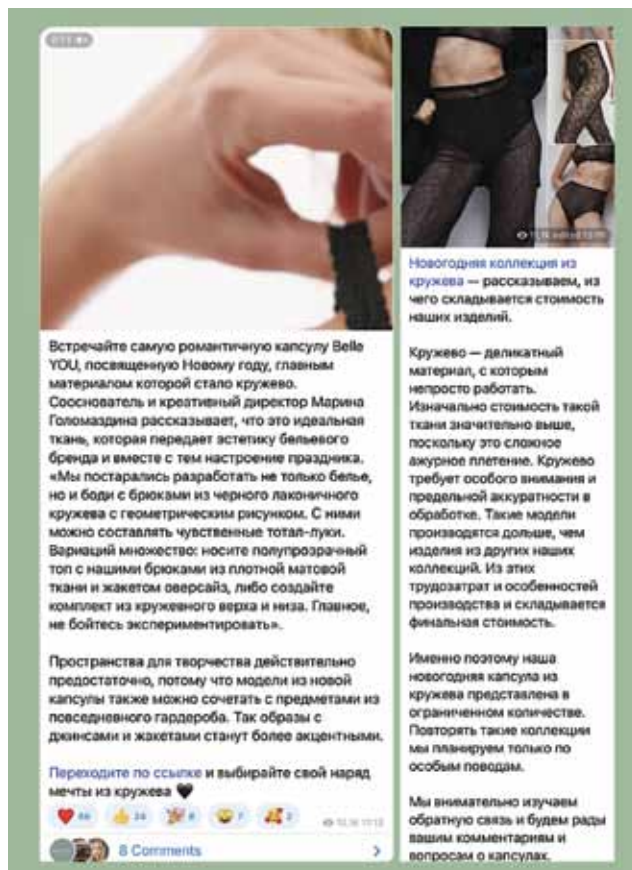 Встречайте самую романтичную капсулу Belle
YOU, посвященную Новому году, главным
материалом которой стало кружево.
Сооснователь и креативный директор Марина
Голомаздина рассказывает, что это идеальная
ткань, которая передает эстетику бельевого
бренда и вместе с тем настроение праздника.
«Мы постарались разработать не только белье,
но и боди с брюками из черного лаконичного
кружева с геометрическим рисунком. С ними
можно составлять чувственные тотал-луки.
Вариаций множество: носите полупрозрачный
топ с нашими брюками из плотной матовой
ткани и жакетом оверсайз, либо создайте
комплект из кружевного верха и низа. Главное,
не бойтесь экспериментировать».
Пространства для творчества действительно
предостаточно, потому что модели из новой
капсулы также можно сочетать с предметами из
повседневного гардероба. Так образы с
джинсами и жакетами станут более акцентными.
Переходите по ссылке и выбирайте свой наряд
мечты из кружева 🖤
8 Comments
Новогодняя коллекция из
кружева — рассказываем, из
чего складывается стоимость
наших изделий.
Кружево — деликатный
материал, с которым
непросто работать.
Изначально стоимость такой
ткани значительно выше,
поскольку это сложное
ажурное плетение. Кружево
требует особого внимания и
предельной аккуратности в
обработке. Такие модели
производятся дольше, чем
изделия из других наших
коллекций. Из этих
трудозатрат и особенностей
производства и складывается
финальная стоимость.
Именно поэтому наша
новогодняя капсула из
кружева представлена в
ограниченном количестве.
Повторять такие коллекции
мы планируем только по
особым поводам.
Мы внимательно изучаем
обратную связь и будем рады
вашим комментариям и
вопросам о капсулах.